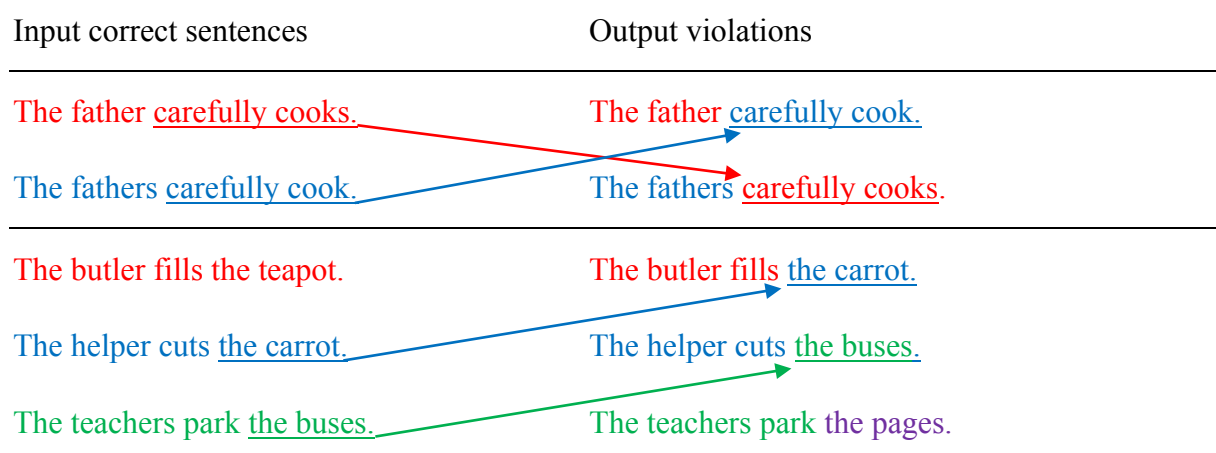 Input correct sentences Output violations
The father carefully cooks. The father carefully cook.
The fathers carefully cook. The fathers carefully cooks.
The butler fills the teapot. The butler fills the carrot.
The helper cuts the carrot. The helper cuts the buses.
The teachers park the buses. The teachers park the pages.